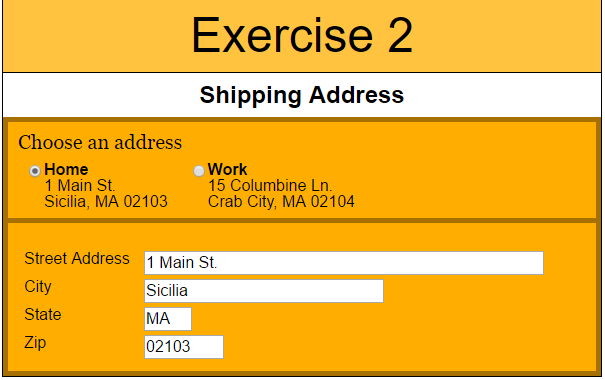 Exercise 2
Shipping Address
Choose an address
Home
1 Main St.
Sicilia, MA 02103
Work
15 Columbine Ln.
Crab City, MA 02104
Street Address 1 Main St.
City Sicilia
State MA
Zip 02103